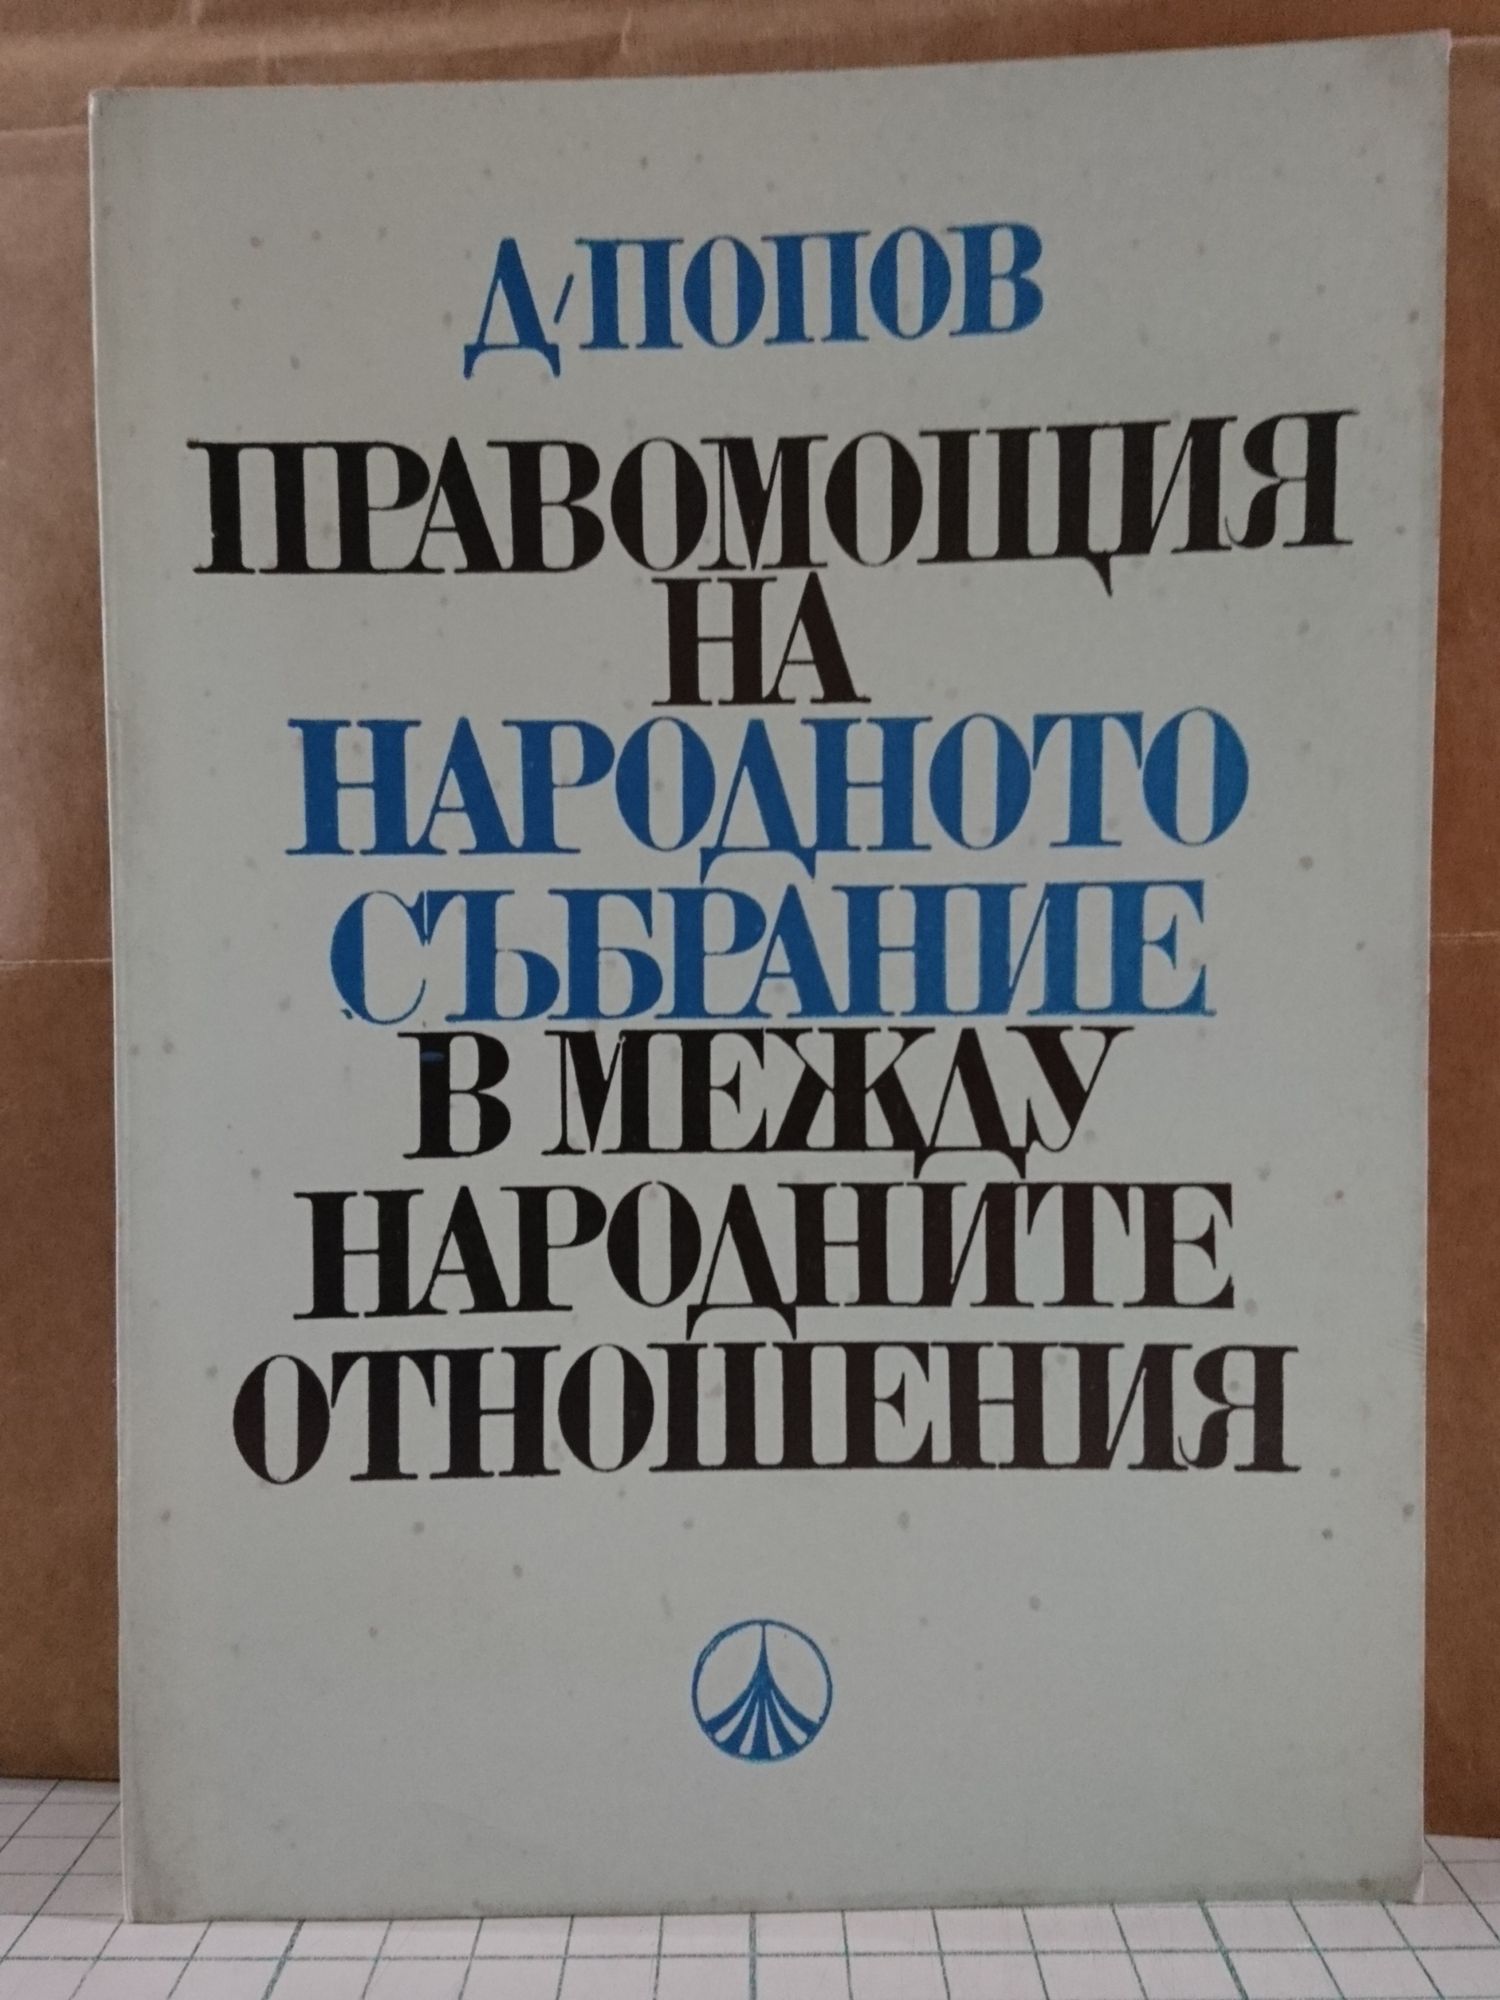 Д/ПОПОВ
ПРАВОМОЩИЯ
НА
НАРОДНОТО
СЪБРАНИЕ
В МЕЖДУ
НАРОДНИТЕ
ОТНОШЕНИЯ